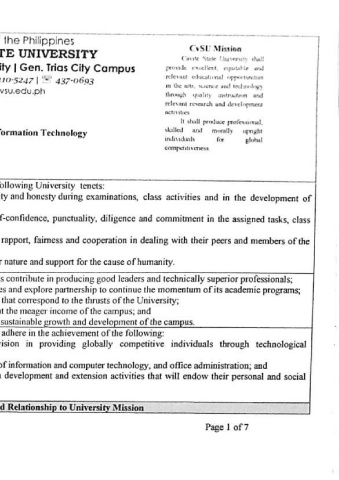 the Philippines
TE UNIVERSITY
ity | Gen. Trias City Campus
10-5247 | 437-0693
vsu.edu.ph
formation Technology
CvSU Mission
Cavite State University shall
provide excellent, equitable and
relevant educational opportunities
in the arts, science and technology
through quality instruction and
relevant research and development
activities
It shall produce professional,
skilled and morally upright
individuals for global
competitiveness
ollowing University tenets:
ty and honesty during examinations, class activities and in the development of
f-confidence, punctuality, diligence and commitment in the assigned tasks, class
rapport, fairness and cooperation in dealing with their peers and members of the
r nature and support for the cause of humanity.
s contribute in producing good leaders and technically superior professionals;
es and explore partnership to continue the momentum of its academic programs;
that correspond to the thrusts of the University;
t the meager income of the campus; and
sustainable growth and development of the campus.
adhere in the achievement of the following:
ision in providing globally competitive individuals through technological
of information and computer technology, and office administration; and
development and extension activities that will endow their personal and social
d Relationship to University Mission
Page 1 of 7